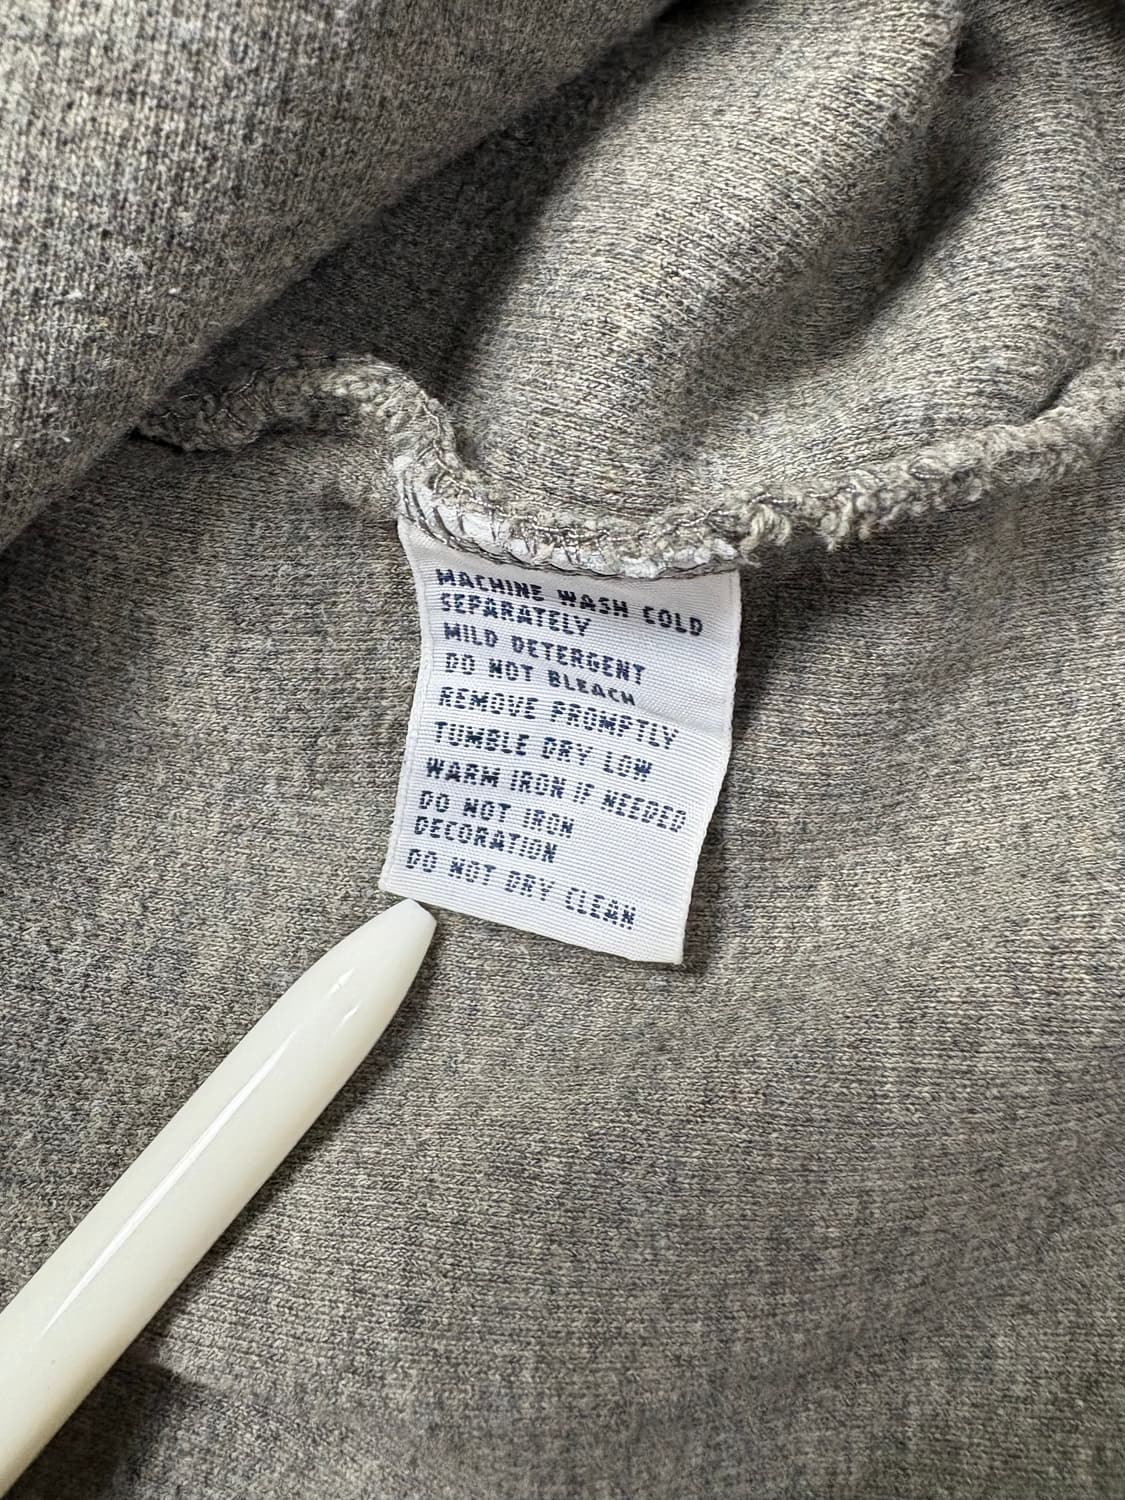 MACHINE WASH COLD
SEPARATELY
MILD DETERGENT
DO NOT BLEACH
REMOVE PROMPTLY
TUMBLE DRY LOW
WARM IRON IF NEEDED
DO NOT IRON
DECORATION
DO NOT DRY CLEAN